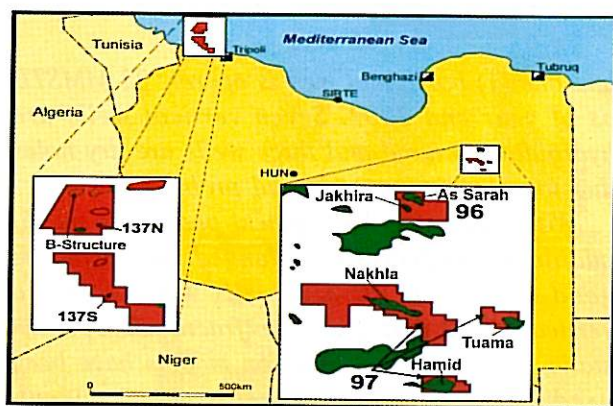 Tunisia
Mediterranean Sea
Tripoli
Benghazi
Tubruq
SIRTE
Algeria
HUN
As Sarah
Jakhira
96
137N
B-Structure
Nakhla
137S
Tuama
Hamid
97
Niger
0
500km